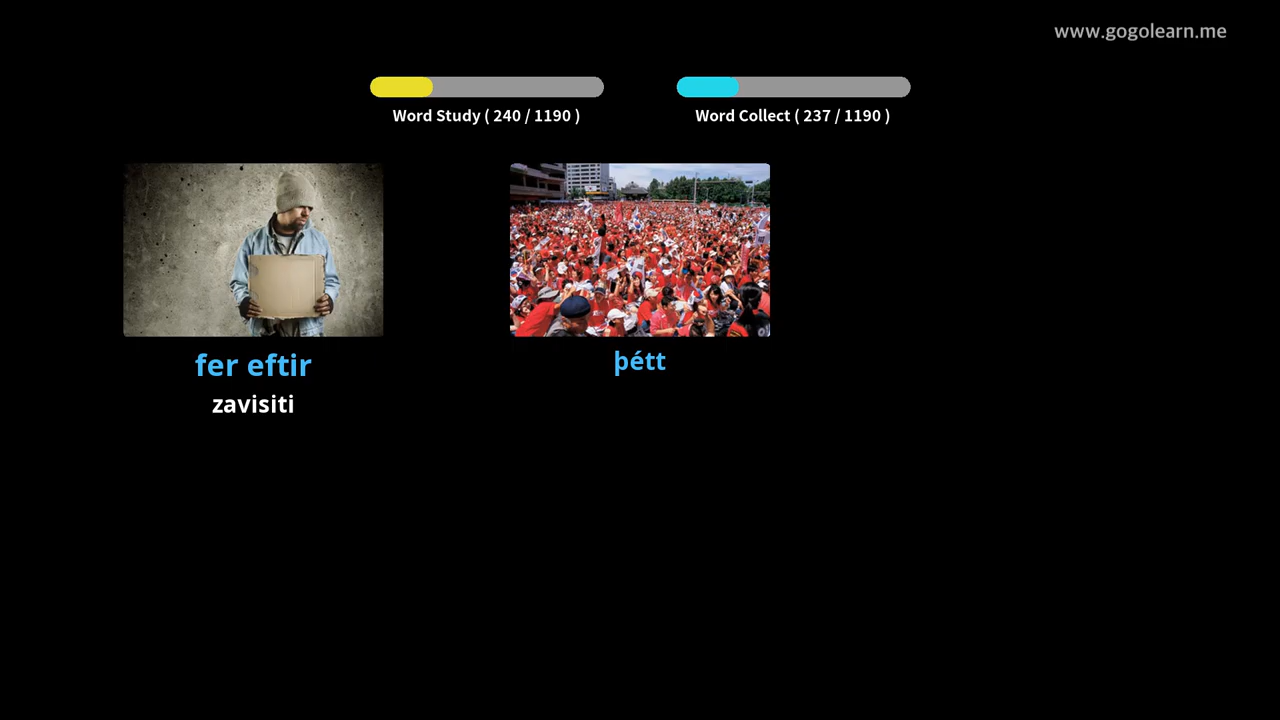 www.gogolearn.me
Word Study ( 240 / 1190 )
Word Collect ( 237 / 1190 )
fer eftir
zavisiti
þétt